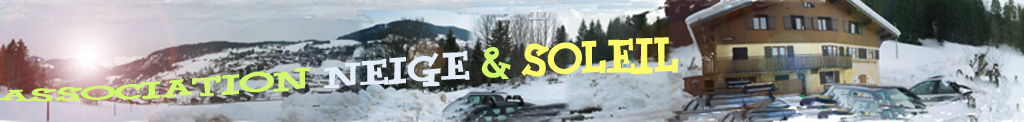 ASSOCIATION NEIGE & SOLEIL